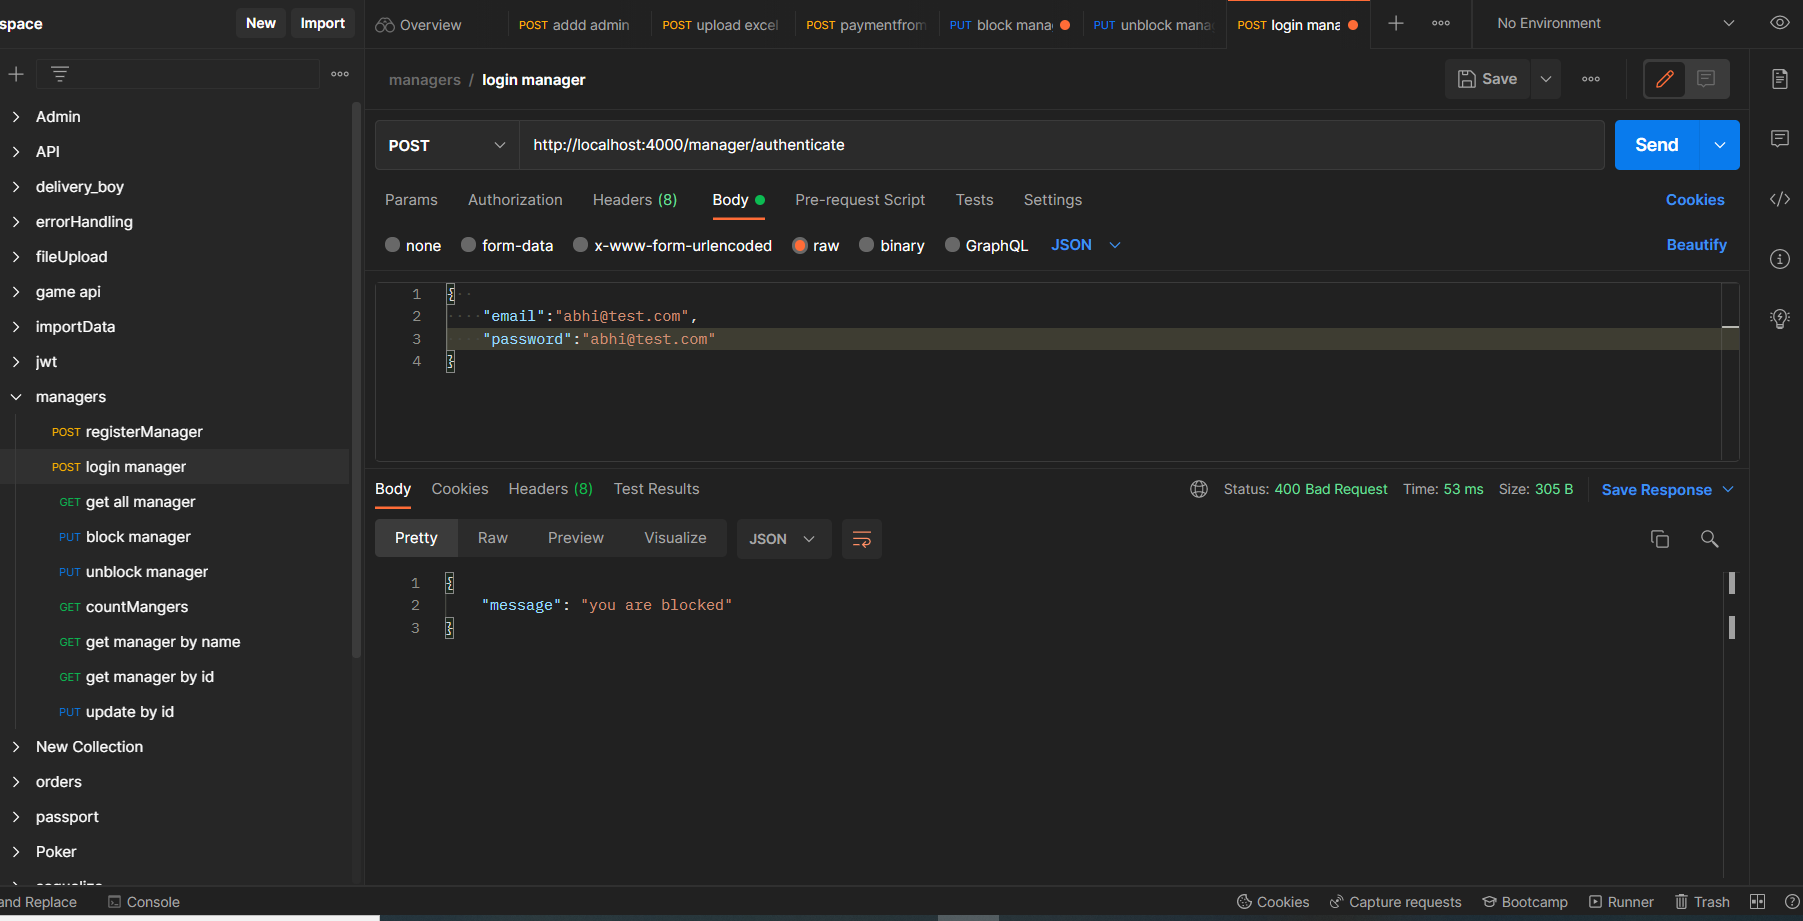 space
New
Import
Overview
POST addd admin
POST upload excel
POST paymentfrom
PUT block mana
PUT unblock mana
POST login mana
No Environment
managers / login manager
Save
Admin
API
delivery_boy
errorHandling
fileUpload
game api
importData
jwt
managers
POST registerManager
POST login manager
GET get all manager
PUT block manager
PUT unblock manager
GET countMangers
GET get manager by name
GET get manager by id
PUT update by id
New Collection
orders
passport
Poker
POST
http://localhost:4000/manager/authenticate
Send
Params
Authorization
Headers (8)
Body
Pre-request Script
Tests
Settings
Cookies
none
form-data
x-www-form-urlencoded
raw
binary
GraphQL
JSON
Beautify
1 {
2 "email":"abhi@test.com",
3 "password":"abhi@test.com"
4 }
Body
Cookies
Headers (8)
Test Results
Status: 400 Bad Request
Time: 53 ms
Size: 305 B
Save Response
Pretty
Raw
Preview
Visualize
JSON
1 {
2 "message": "you are blocked"
3 }
and Replace
Console
Cookies
Capture requests
Bootcamp
Runner
Trash